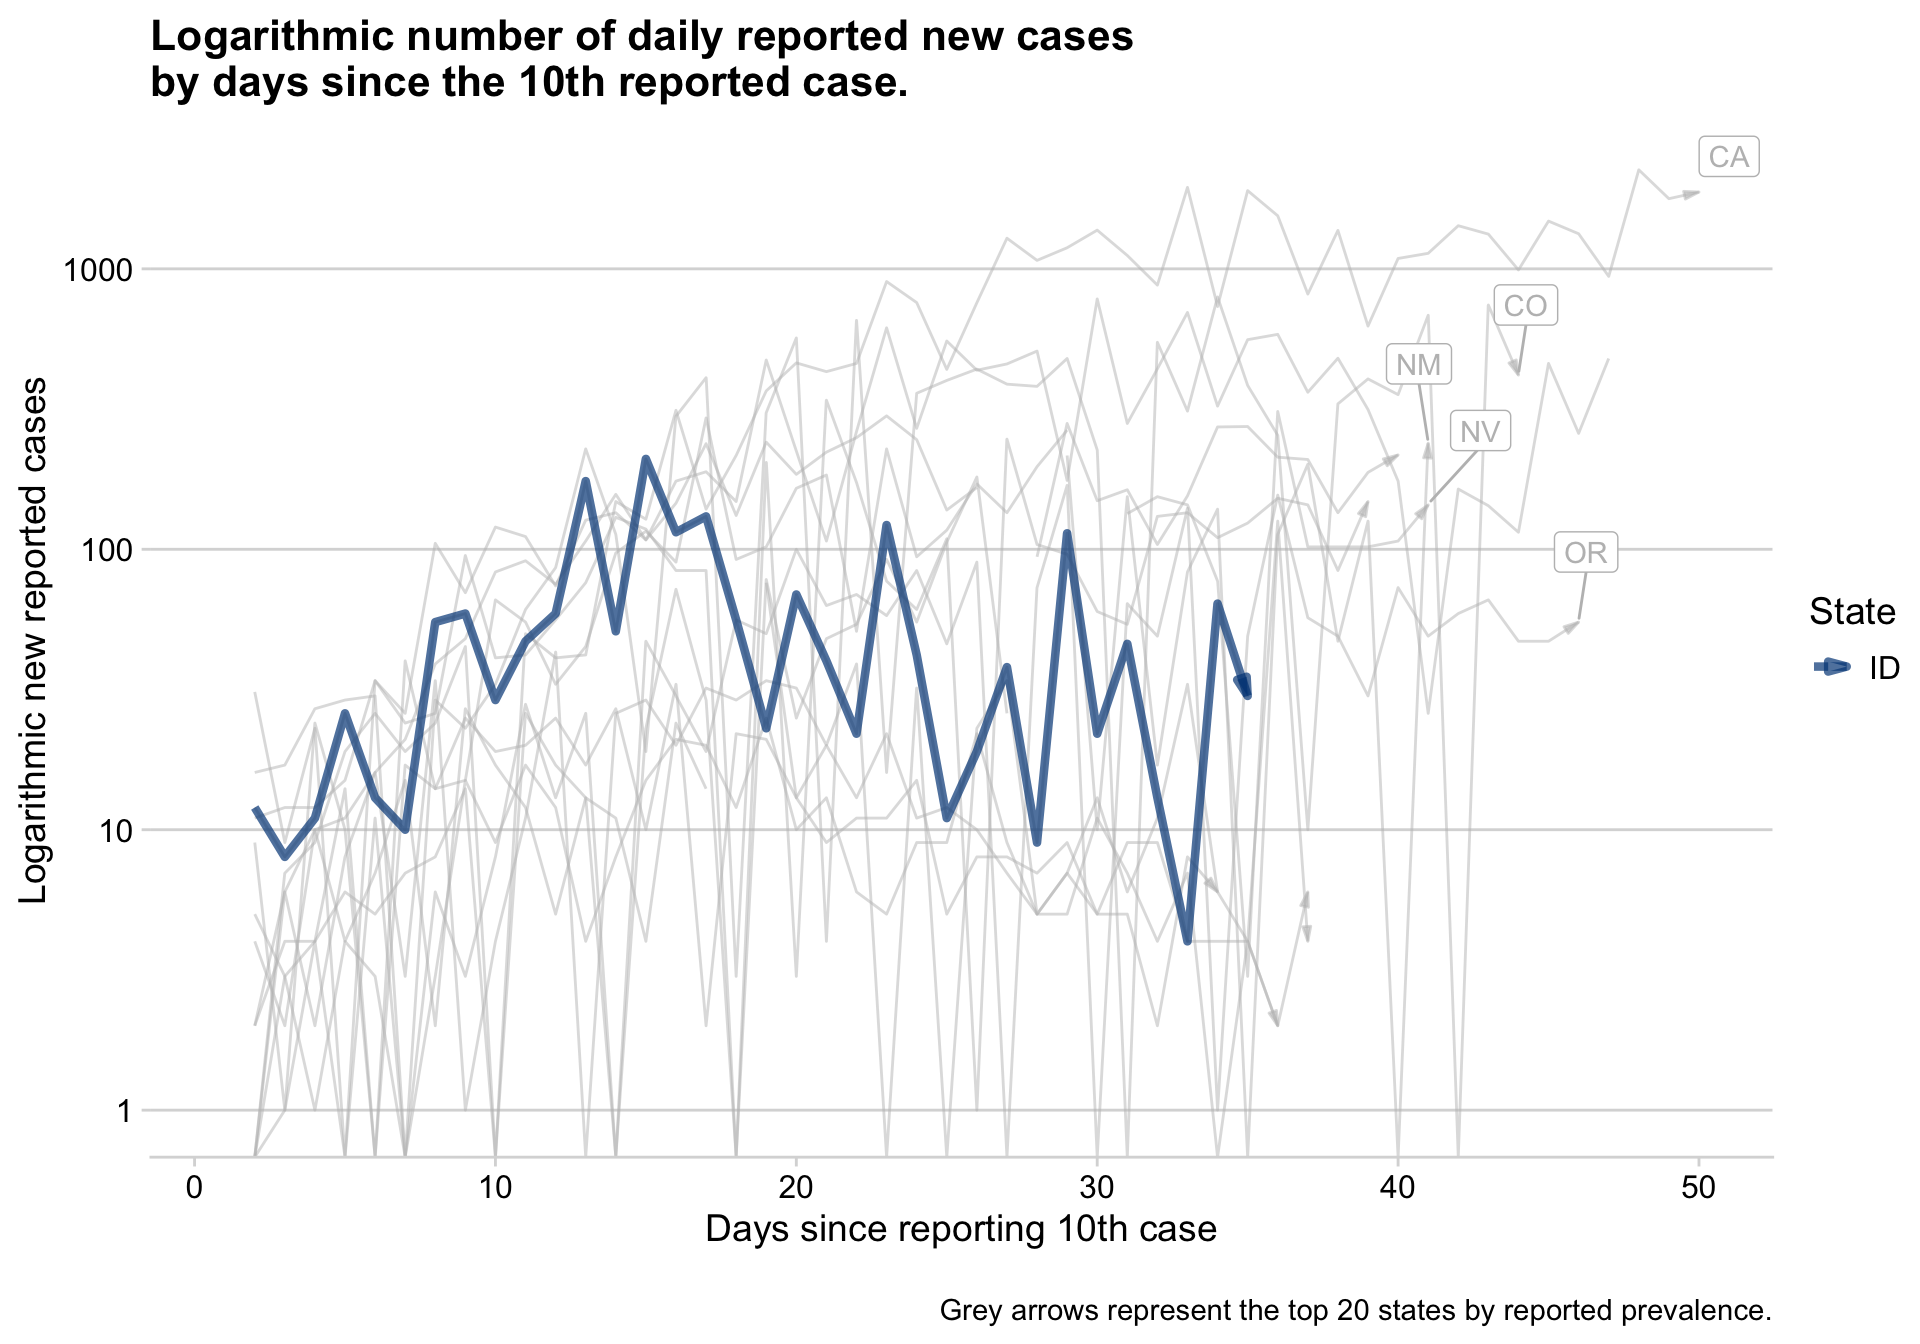 Logarithmic number of daily reported new cases
by days since the 10th reported case.
CA
1000
CO
NM
NV
100
OR
10
1
Logarithmic new reported cases
State
ID
0 10 20 30 40 50
Days since reporting 10th case
Grey arrows represent the top 20 states by reported prevalence.